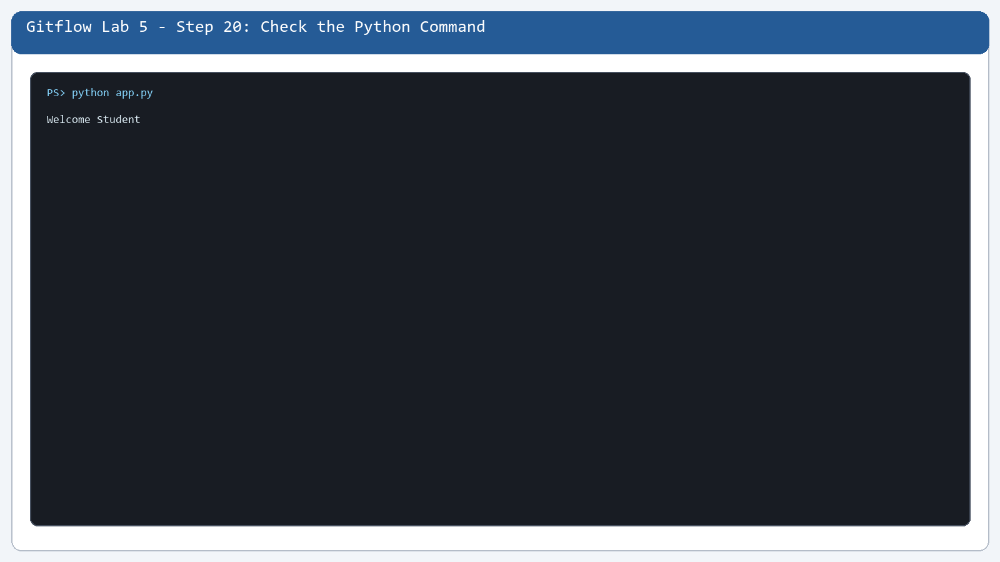 Gitflow Lab 5 - Step 20: Check the Python Command
PS> python app.py
Welcome Student